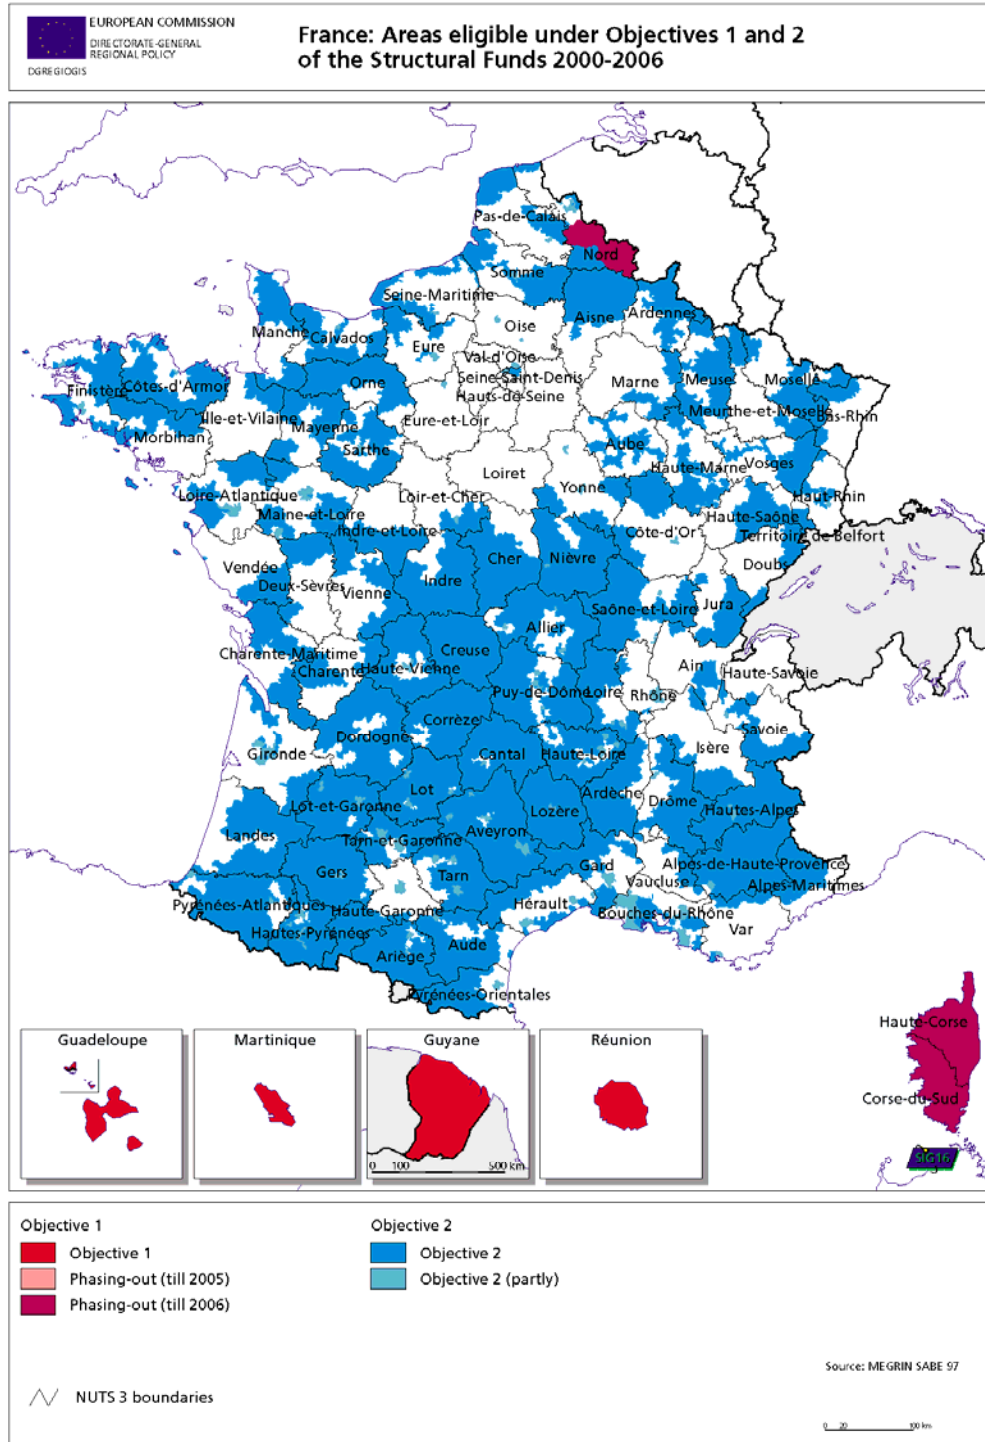 EUROPEAN COMMISSION
DIRECTORATE-GENERAL
REGIONAL POLICY
DGREGIOGIS
France: Areas eligible under Objectives 1 and 2
of the Structural Funds 2000-2006
Pas-de-Calais
Nord
Somme
Seine-Maritime
Aisne
Ardennes
Oise
Manche
Calvados
Eure
Val-d'Oise
Seine-Saint-Denis
Hauts-de-Seine
Marne
Meuse
Moselle
Meurthe-et-Moselle
Bas-Rhin
Finistère
Côtes-d'Armor
Orne
Ille-et-Vilaine
Mayenne
Eure-et-Loir
Morbihan
Sarthe
Aube
Haute-Marne
Vosges
Loiret
Yonne
Haut-Rhin
Loire-Atlantique
Loir-et-Cher
Maine-et-Loire
Indre-et-Loire
Côte-d'Or
Haute-Saône
Territoire de Belfort
Vendée
Deux-Sèvres
Vienne
Indre
Cher
Nièvre
Doubs
Saône-et-Loire
Jura
Allier
Charente-Maritime
Charente
Haute-Vienne
Creuse
Ain
Haute-Savoie
Puy-de-Dôme
Loire
Rhône
Corrèze
Savoie
Dordogne
Gironde
Cantal
Haute-Loire
Isère
Lot
Ardèche
Drôme
Hautes-Alpes
Lot-et-Garonne
Lozère
Landes
Tarn-et-Garonne
Aveyron
Gers
Tarn
Gard
Vaucluse
Alpes-de-Haute-Provence
Alpes-Maritimes
Pyrénées-Atlantiques
Haute-Garonne
Hérault
Bouches-du-Rhône
Var
Hautes-Pyrénées
Ariège
Aude
Pyrénées-Orientales
Haute-Corse
Corse-du-Sud
SIG16
Guadeloupe
Martinique
Guyane
0 100 500 km
Réunion
Objective 1
Objective 1
Phasing-out (till 2005)
Phasing-out (till 2006)
Objective 2
Objective 2
Objective 2 (partly)
NUTS 3 boundaries
Source: MEGRIN SABE 97
0 20 100 km